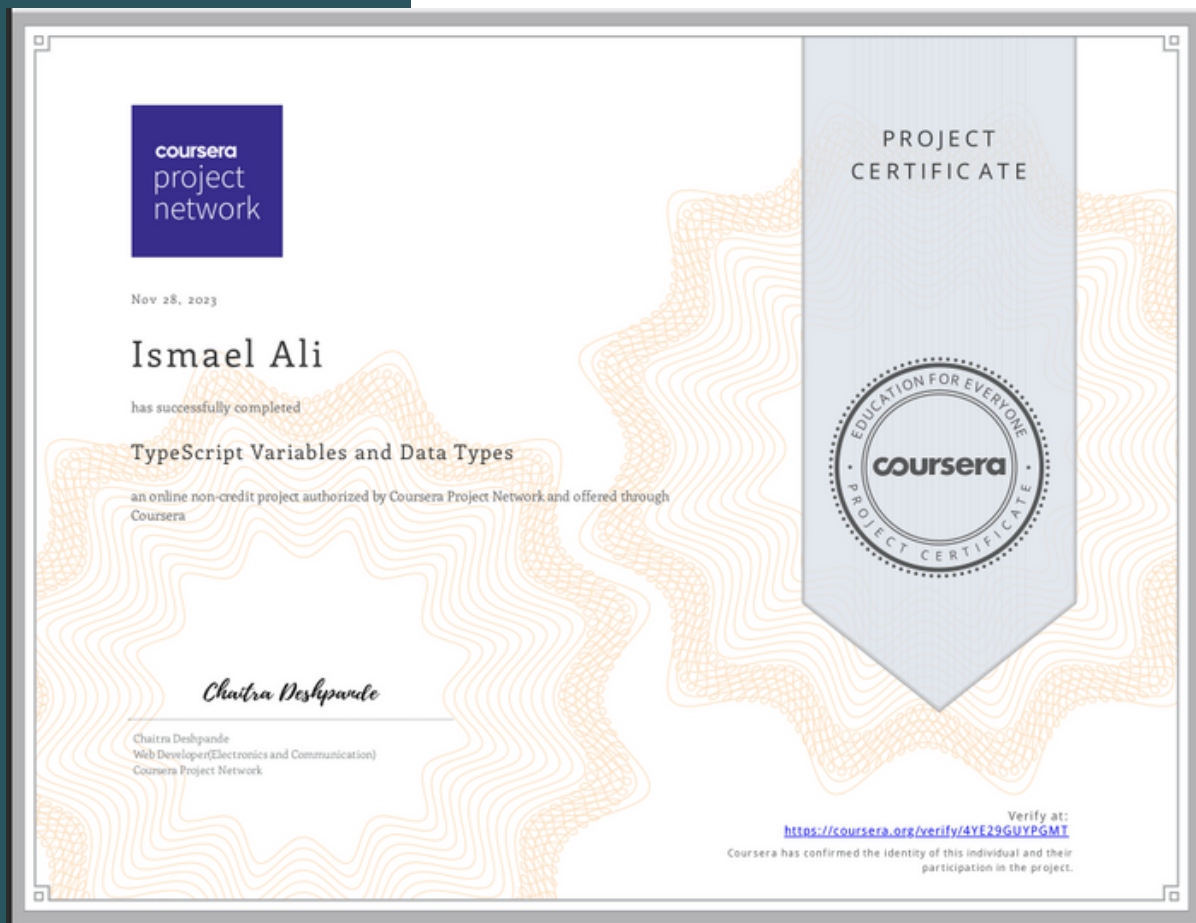 coursera
project
network
PROJECT
CERTIFICATE
Nov 28, 2023
Ismael Ali
has successfully completed
TypeScript Variables and Data Types
an online non-credit project authorized by Coursera Project Network and offered through
Coursera
EDUCATION FOR EVERYONE
coursera
PROJECT CERTIFICATE
Chaitra Deshpande
Chaitra Deshpande
Web Developer(Electronics and Communication)
Coursera Project Network
Verify at:
https://coursera.org/verify/4YE29GUYPGMT
Coursera has confirmed the identity of this individual and their
participation in the project.